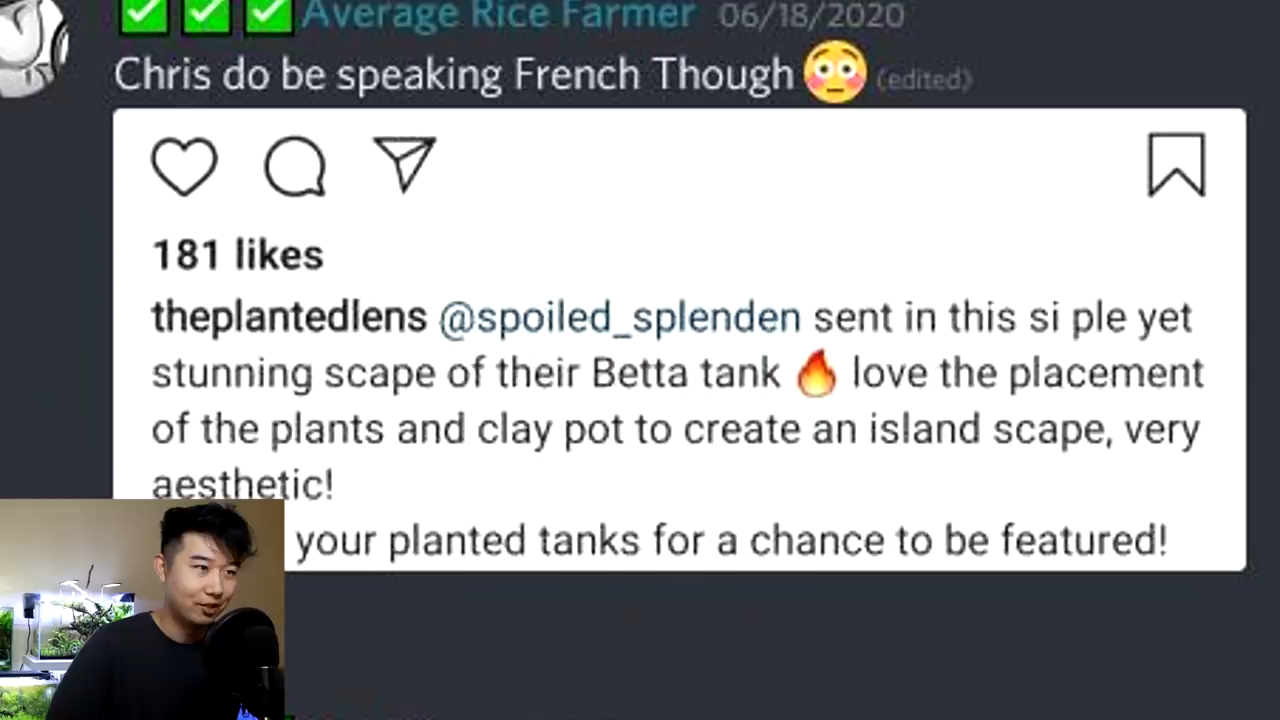 ✅✅✅Average Rice Farmer 06/18/2020
Chris do be speaking French Though 😳 (edited)
181 likes
theplantedlens @spoiled_splenden sent in this si ple yet
stunning scape of their Betta tank 🔥 love the placement
of the plants and clay pot to create an island scape, very
aesthetic!
your planted tanks for a chance to be featured!